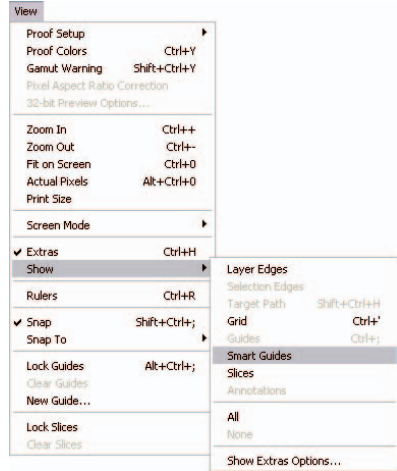 View
Proof Setup
Proof Colors Ctrl+Y
Gamut Warning Shift+Ctrl+Y
Pixel Aspect Ratio Correction
32-bit Preview Options...
Zoom In Ctrl++
Zoom Out Ctrl+-
Fit on Screen Ctrl+0
Actual Pixels Alt+Ctrl+0
Print Size
Screen Mode
Extras Ctrl+H
Show
Rulers Ctrl+R
Snap Shift+Ctrl+;
Snap To
Lock Guides Alt+Ctrl+;
Clear Guides
New Guide...
Lock Slices
Clear Slices
Layer Edges
Selection Edges
Target Path Shift+Ctrl+H
Grid Ctrl+'
Guides Ctrl+;
Smart Guides
Slices
Annotations
All
None
Show Extras Options...